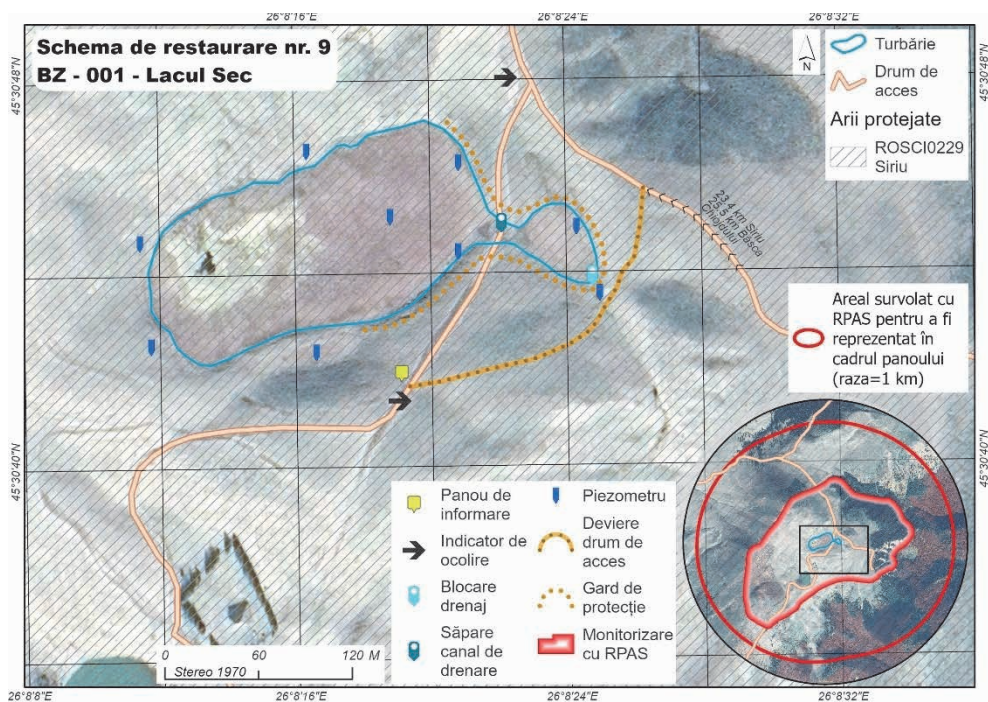 26°8'16"E
26°8'24"E
26°8'32"E
Schema de restaurare nr. 9
BZ - 001 - Lacul Sec
45°30'48"N
45°30'48"N
N
Turbărie
Drum de
acces
Arii protejate
ROSCI0229
Siriu
23.4 km Siriu
25.5 km Bâsca
Chiojdului
Areal survolat cu
RPAS pentru a fi
reprezentat în
cadrul panoului
(raza=1 km)
45°30'40"N
45°30'40"N
Panou de
informare
Indicator de
ocolire
Blocare
drenaj
Săpare
canal de
drenare
Piezometru
Deviere
drum de
acces
Gard de
protecție
Monitorizare
cu RPAS
0 60 120 M
Stereo 1970
26°8'8"E
26°8'16"E
26°8'24"E
26°8'32"E